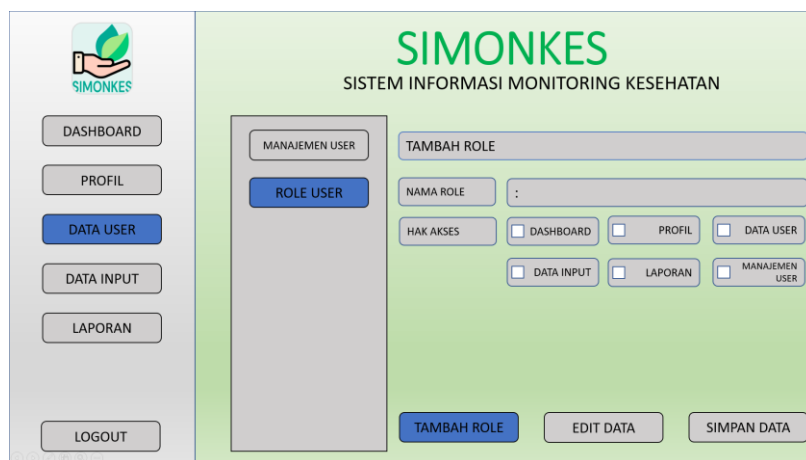 SIMONKES
SISTEM INFORMASI MONITORING KESEHATAN
SIMONKES
DASHBOARD
PROFIL
DATA USER
DATA INPUT
LAPORAN
LOGOUT
MANAJEMEN USER
ROLE USER
TAMBAH ROLE
NAMA ROLE :
HAK AKSES DASHBOARD PROFIL DATA USER
DATA INPUT LAPORAN MANAJEMEN
USER
TAMBAH ROLE EDIT DATA SIMPAN DATA